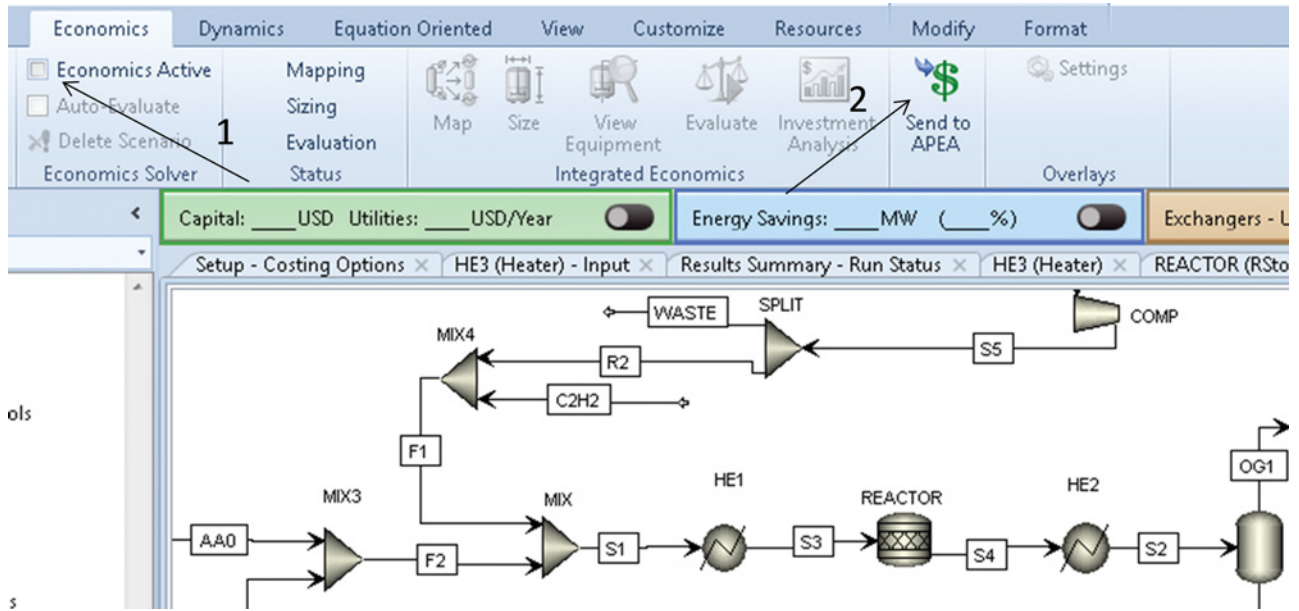 Economics Dynamics Equation Oriented View Customize Resources Modify Format
Economics Active
Auto-Evaluate
Delete Scenario
Economics Solver
1
Mapping
Sizing
Evaluation
Status
Map
Size
View
Equipment
Evaluate
Investment
Analysis
Integrated Economics
2
$
Send to
APEA
Settings
Overlays
Capital: ____USD Utilities: ____USD/Year
Energy Savings: ____MW (___%)
Exchangers - U
Setup - Costing Options × HE3 (Heater) - Input × Results Summary - Run Status × HE3 (Heater) × REACTOR (RSto
ols
s
WASTE
SPLIT
COMP
MIX4
R2
S5
C2H2
F1
OG1
MIX3
MIX
HE1
REACTOR
HE2
AA0
F2
S1
S3
S4
S2